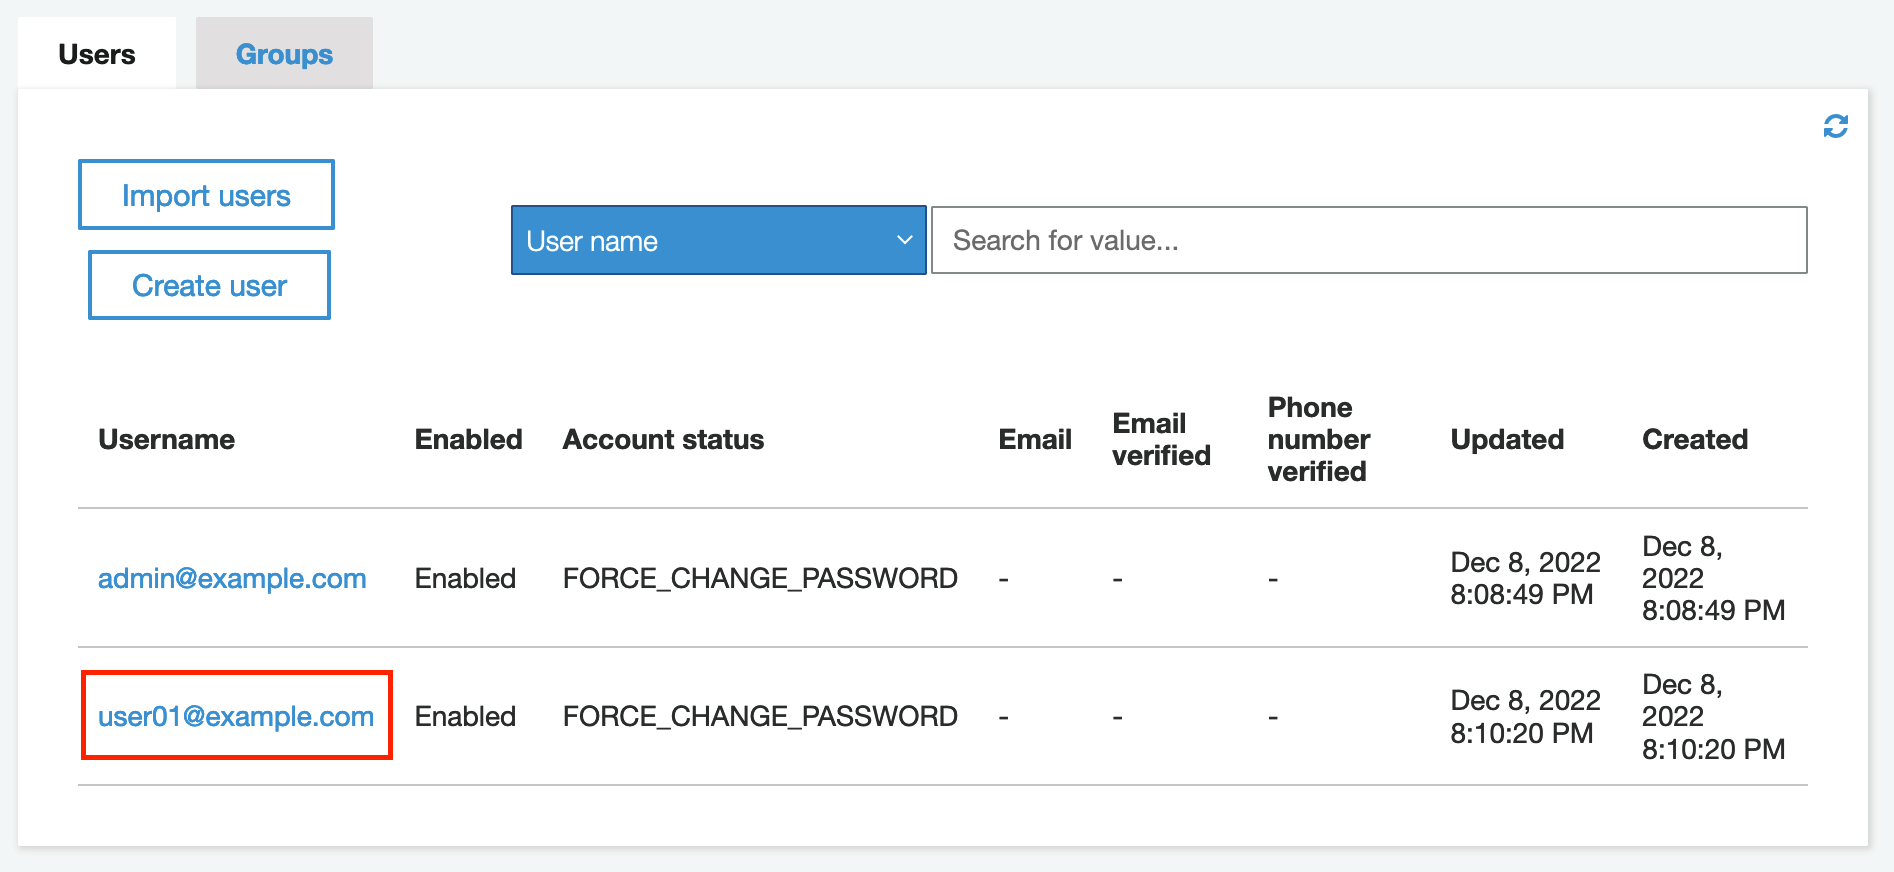 Users
Groups
Import users
Create user
User name
Search for value...
Username Enabled Account status Email Email verified Phone number verified Updated Created
admin@example.com Enabled FORCE_CHANGE_PASSWORD - - - Dec 8, 2022 8:08:49 PM Dec 8, 2022 8:08:49 PM
user01@example.com Enabled FORCE_CHANGE_PASSWORD - - - Dec 8, 2022 8:10:20 PM Dec 8, 2022 8:10:20 PM